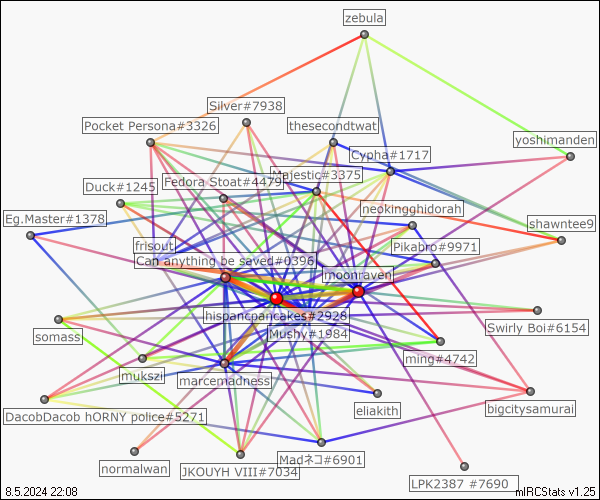 zebula
Silver#7938
Pocket Persona#3326
thesecondtwat
yoshimanden
Cypha#1717
Majestic#3375
Fedora Stoat#4479
Duck#1245
neokingghidorah
Eg.Master#1378
shawntee9
frisout
Pikabro#9971
Can anything be saved#0396
moonraven
hispancpancakes#2928
Swirly Boi#6154
Mushy#1984
somass
ming#4742
mukszi
marcemadness
eliakith
bigcitysamurai
DacobDacob hORNY police#5271
normalwan
Madネコ#6901
JKOUYH VIII#7034
LPK2387 #7690
8.5.2024 22:08
mIRCStats v1.25